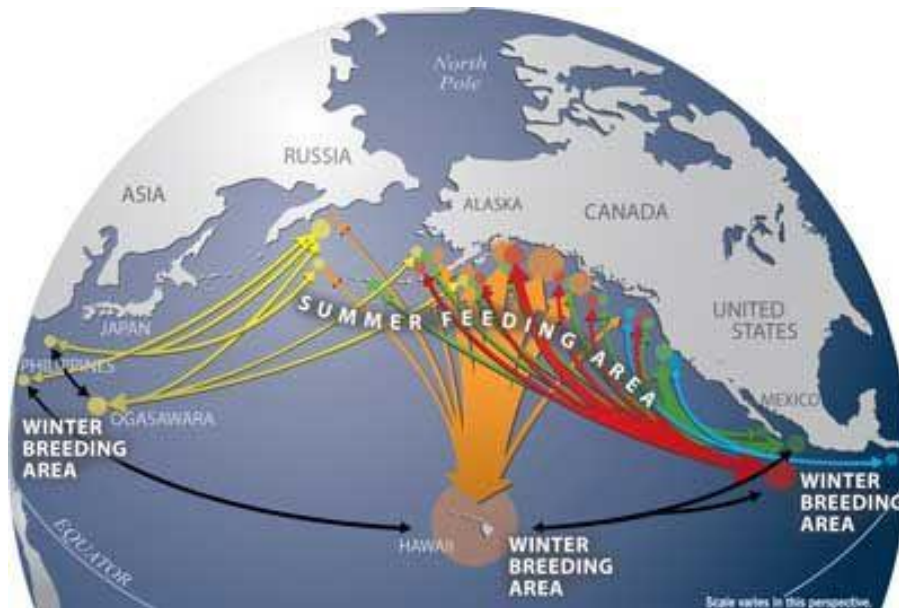 North
Pole
RUSSIA
ASIA
ALASKA
CANADA
SUMMER FEEDING AREA
UNITED
STATES
JAPAN
PHILIPPINES
MEXICO
OGASAWARA
WINTER
BREEDING
AREA
WINTER
BREEDING
AREA
HAWAII
WINTER
BREEDING
AREA
EQUATOR
Scale varies in this perspective.